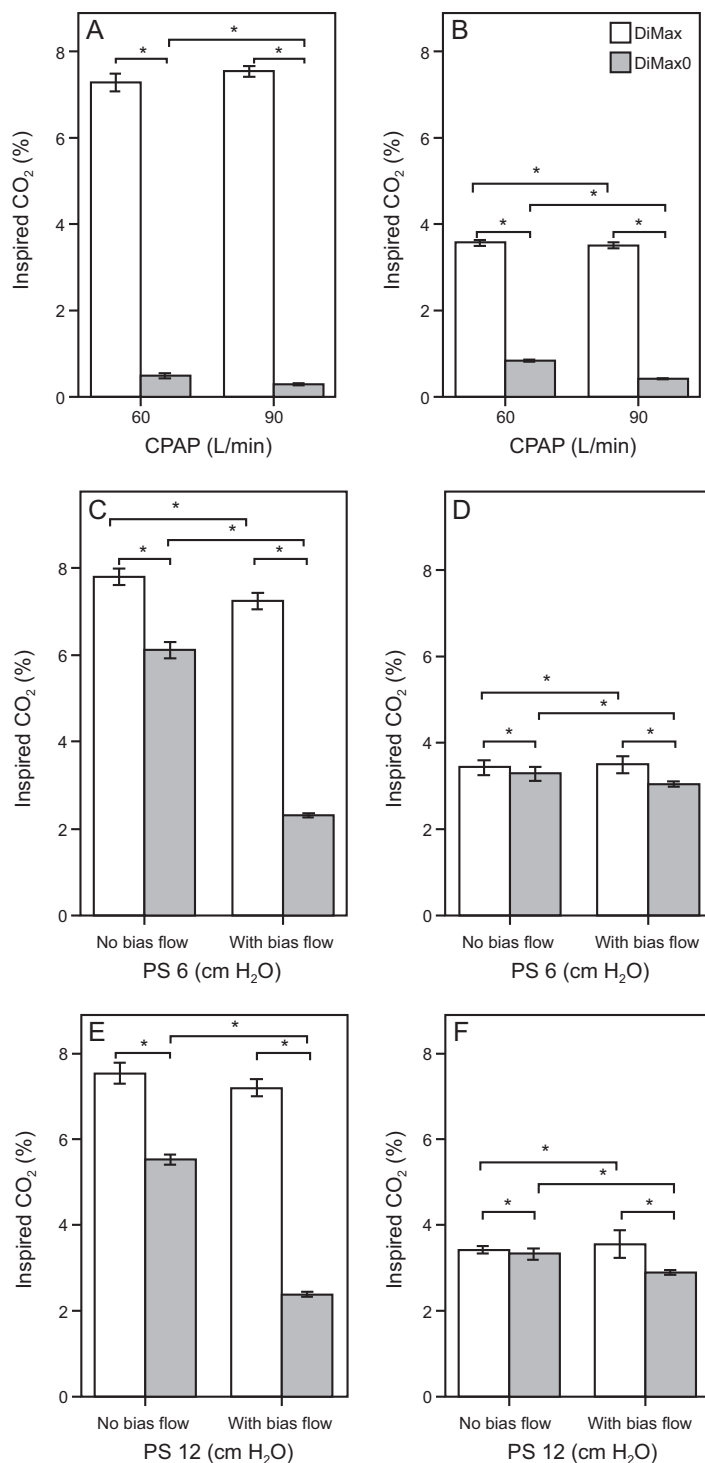 A
Inspired CO₂ (%)
8
6
4
2
0
*
*
*
60
90
CPAP (L/min)
B
DiMax
DiMax0
Inspired CO₂ (%)
8
6
4
2
0
*
*
*
*
60
90
CPAP (L/min)
C
Inspired CO₂ (%)
8
6
4
2
0
*
*
*
*
No bias flow
With bias flow
PS 6 (cm H₂O)
D
Inspired CO₂ (%)
8
6
4
2
0
*
*
*
*
No bias flow
With bias flow
PS 6 (cm H₂O)
E
Inspired CO₂ (%)
8
6
4
2
0
*
*
*
No bias flow
With bias flow
PS 12 (cm H₂O)
F
Inspired CO₂ (%)
8
6
4
2
0
*
*
*
*
No bias flow
With bias flow
PS 12 (cm H₂O)